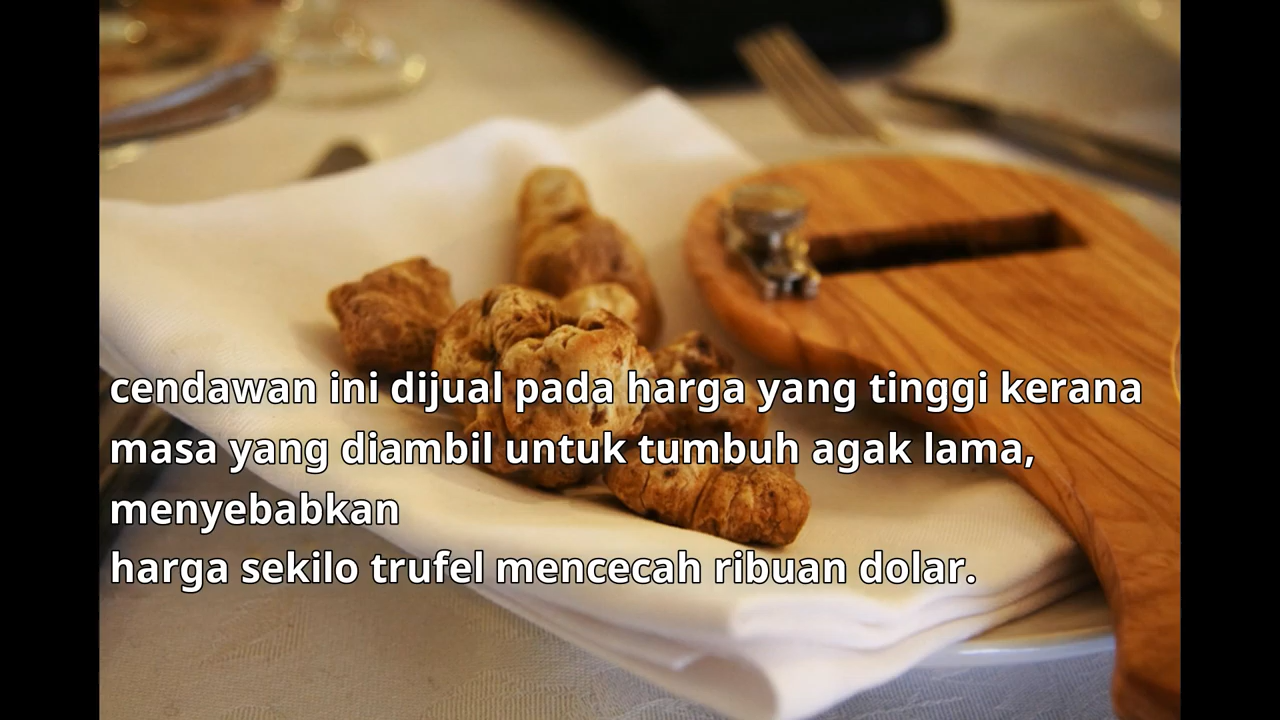 cendawan ini dijual pada harga yang tinggi kerana
masa yang diambil untuk tumbuh agak lama,
menyebabkan
harga sekilo trufel mencecah ribuan dolar.